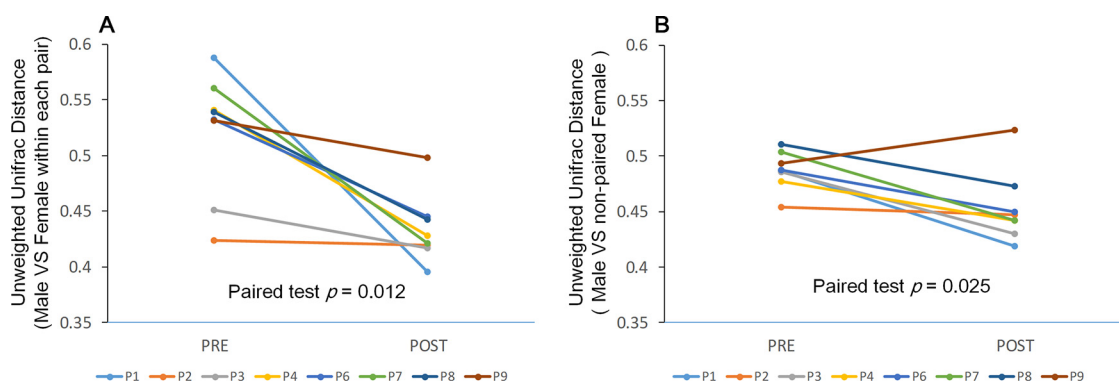 A
Unweighted Unifrac Distance
(Male VS Female within each pair)
0.6
0.55
0.5
0.45
0.4
0.35
Paired test p = 0.012
PRE POST
P1 P2 P3 P4 P6 P7 P8 P9
B
Unweighted Unifrac Distance
( Male VS non-paired Female )
0.6
0.55
0.5
0.45
0.4
0.35
Paired test p = 0.025
PRE POST
P1 P2 P3 P4 P6 P7 P8 P9